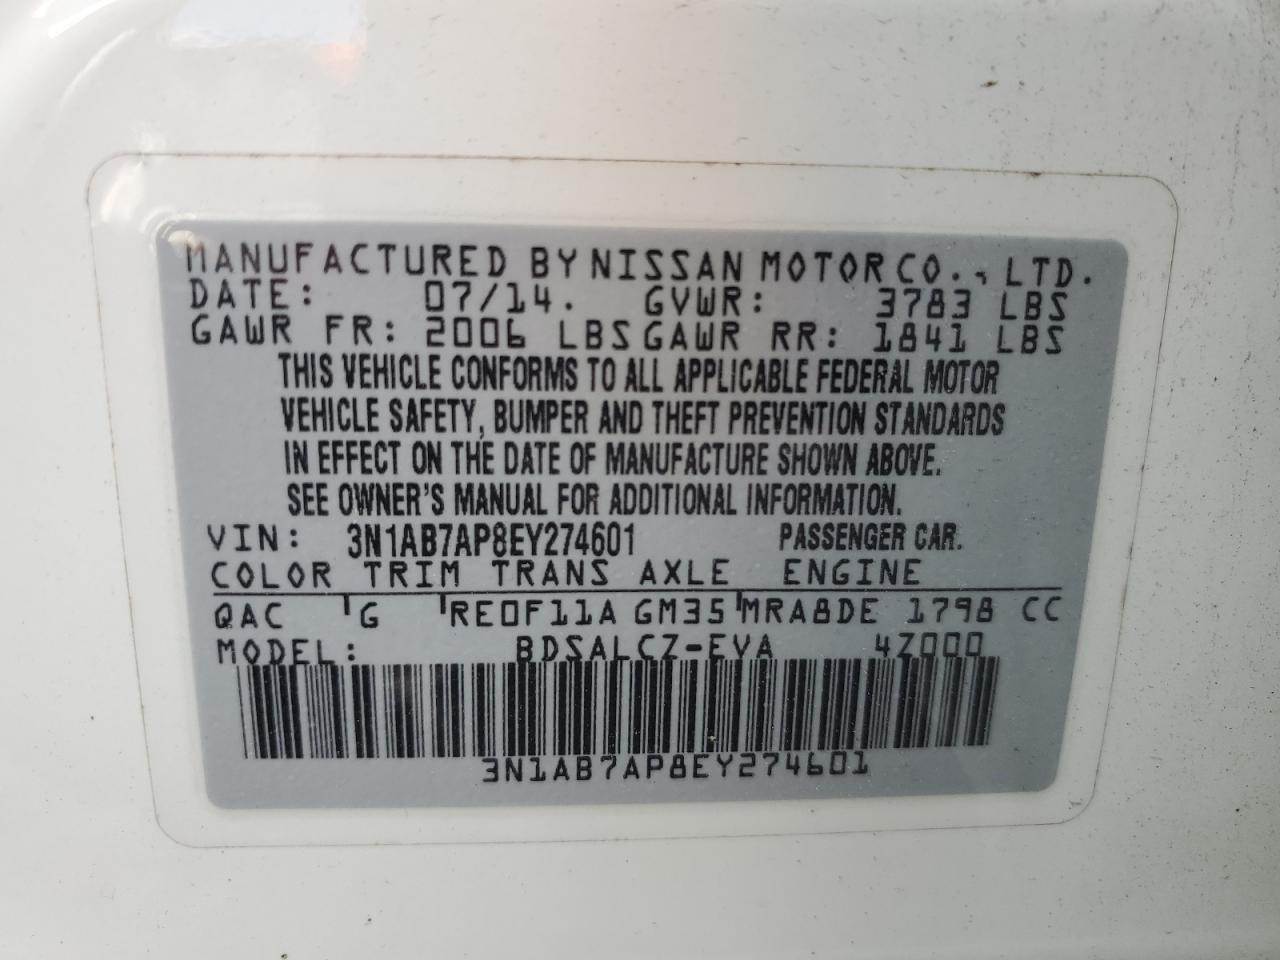 MANUFACTURED BY NISSAN MOTOR CO., LTD.
DATE: 07/14. GVWR: 3783 LBS
GAWR FR: 2006 LBS GAWR RR: 1841 LBS
THIS VEHICLE CONFORMS TO ALL APPLICABLE FEDERAL MOTOR
VEHICLE SAFETY, BUMPER AND THEFT PREVENTION STANDARDS
IN EFFECT ON THE DATE OF MANUFACTURE SHOWN ABOVE.
SEE OWNER'S MANUAL FOR ADDITIONAL INFORMATION.
VIN: 3N1AB7AP8EY274601 PASSENGER CAR.
COLOR TRIM TRANS AXLE ENGINE
QAC G RE0F11A GM35 MRA8DE 1798 CC
MODEL: BDSALCZ-EVA 4Z000
3N1AB7AP8EY274601